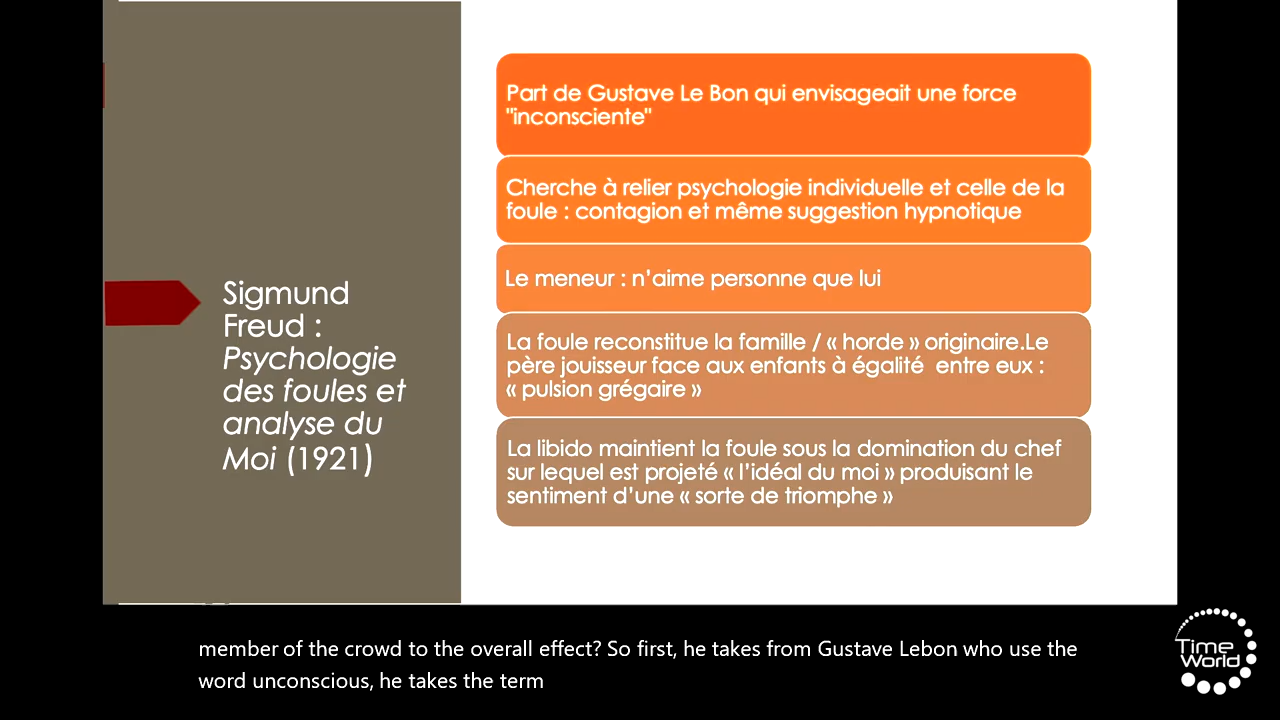 Sigmund
Freud :
Psychologie
des foules et
analyse du
Moi (1921)
Part de Gustave Le Bon qui envisageait une force
"inconsciente"
Cherche à relier psychologie individuelle et celle de la
foule : contagion et même suggestion hypnotique
Le meneur : n’aime personne que lui
La foule reconstitue la famille / « horde » originaire.Le
père jouisseur face aux enfants à égalité  entre eux :
« pulsion grégaire »
La libido maintient la foule sous la domination du chef
sur lequel est projeté « l’idéal du moi » produisant le
sentiment d’une « sorte de triomphe »
member of the crowd to the overall effect? So first, he takes from Gustave Lebon who use the
word unconscious, he takes the term
Time
World